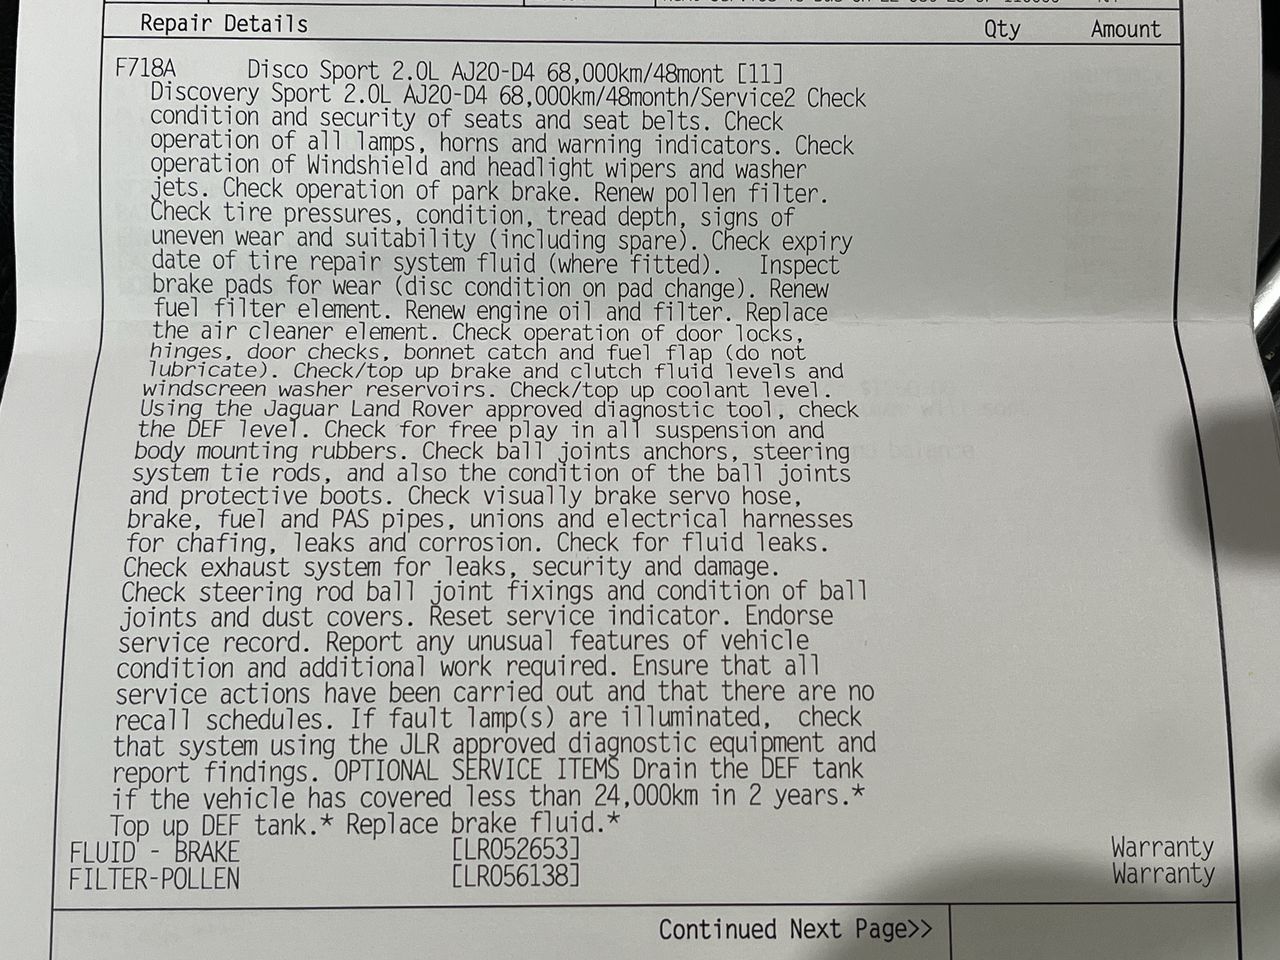 Repair Details Qty Amount
F718A Disco Sport 2.0L AJ20-D4 68,000km/48mont [11]
Discovery Sport 2.0L AJ20-D4 68,000km/48month/Service2 Check
condition and security of seats and seat belts. Check
operation of all lamps, horns and warning indicators. Check
operation of Windshield and headlight wipers and washer
jets. Check operation of park brake. Renew pollen filter.
Check tire pressures, condition, tread depth, signs of
uneven wear and suitability (including spare). Check expiry
date of tire repair system fluid (where fitted). Inspect
brake pads for wear (disc condition on pad change). Renew
fuel filter element. Renew engine oil and filter. Replace
the air cleaner element. Check operation of door locks,
hinges, door checks, bonnet catch and fuel flap (do not
lubricate). Check/top up brake and clutch fluid levels and
windscreen washer reservoirs. Check/top up coolant level.
Using the Jaguar Land Rover approved diagnostic tool, check
the DEF level. Check for free play in all suspension and
body mounting rubbers. Check ball joints anchors, steering
system tie rods, and also the condition of the ball joints
and protective boots. Check visually brake servo hose,
brake, fuel and PAS pipes, unions and electrical harnesses
for chafing, leaks and corrosion. Check for fluid leaks.
Check exhaust system for leaks, security and damage.
Check steering rod ball joint fixings and condition of ball
joints and dust covers. Reset service indicator. Endorse
service record. Report any unusual features of vehicle
condition and additional work required. Ensure that all
service actions have been carried out and that there are no
recall schedules. If fault lamp(s) are illuminated, check
that system using the JLR approved diagnostic equipment and
report findings. OPTIONAL SERVICE ITEMS Drain the DEF tank
if the vehicle has covered less than 24,000km in 2 years.*
Top up DEF tank.* Replace brake fluid.*
FLUID - BRAKE [LR052653] Warranty
FILTER-POLLEN [LR056138] Warranty
Continued Next Page>>